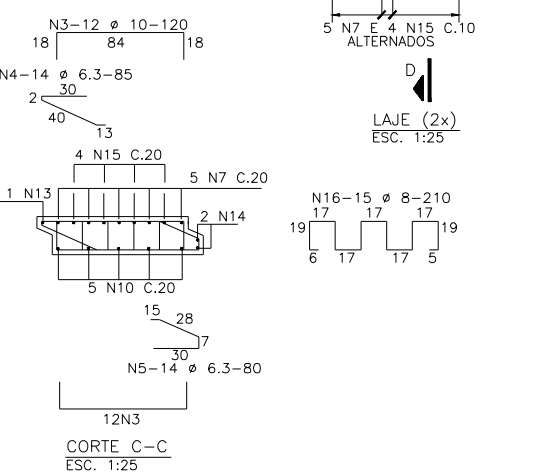 N3-12 ø 10-120
18 84 18
N4-14 ø 6.3-85
30
2
40
13
4 N15 C.20
5 N7 C.20
1 N13
2 N14
5 N10 C.20
15
28
7
30
N5-14 ø 6.3-80
12N3
CORTE C-C
ESC. 1:25
5 N7 E 4 N15 C.10
ALTERNADOS
D
LAJE (2x)
ESC. 1:25
N16-15 ø 8-210
17 17 17
19 19
6 17 17 5